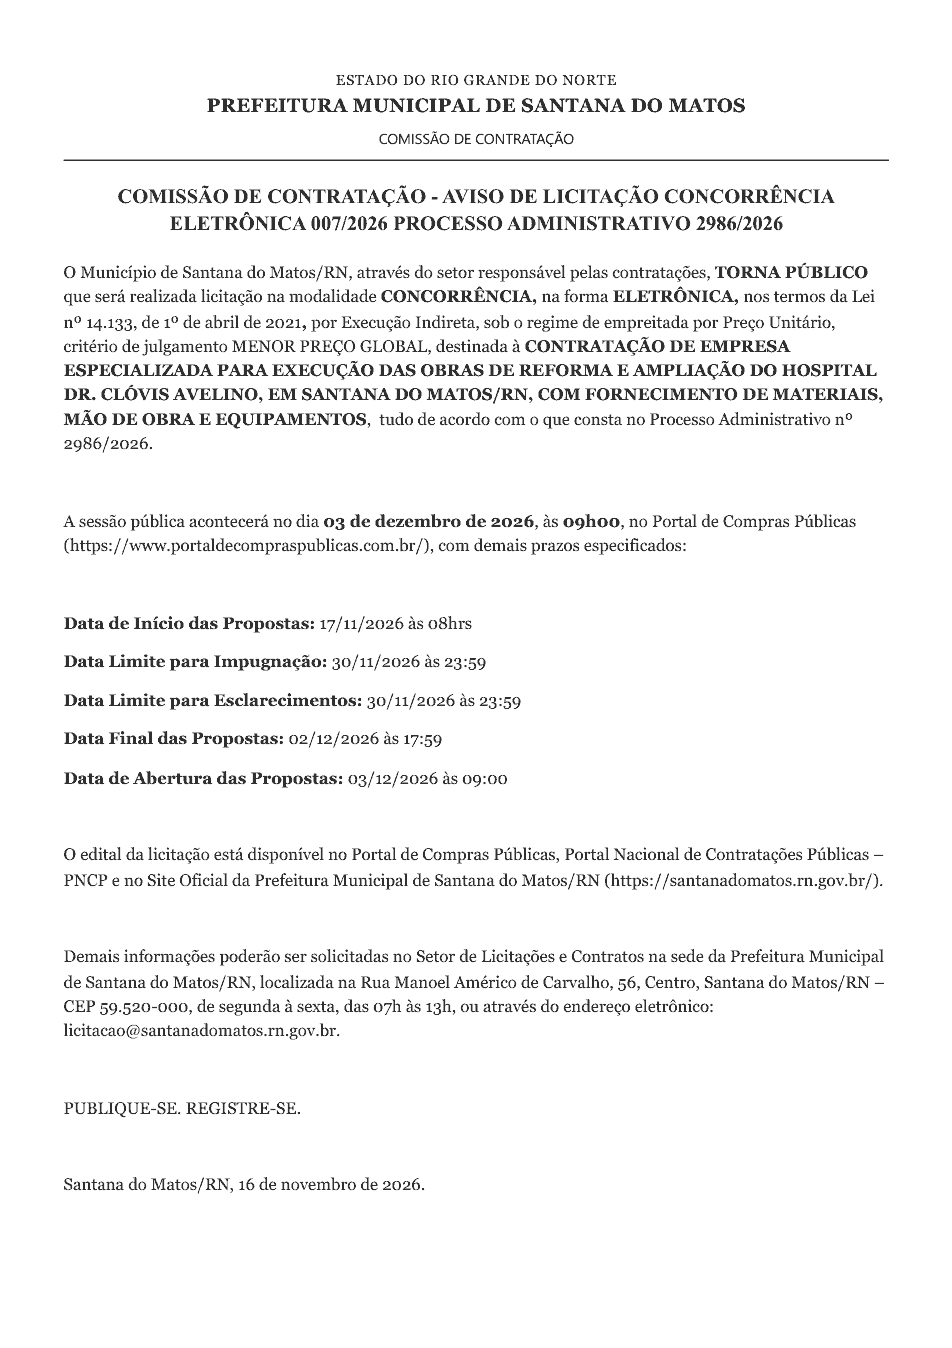 ESTADO DO RIO GRANDE DO NORTE
PREFEITURA MUNICIPAL DE SANTANA DO MATOS
COMISSÃO DE CONTRATAÇÃO
COMISSÃO DE CONTRATAÇÃO - AVISO DE LICITAÇÃO CONCORRÊNCIA
ELETRÔNICA 007/2026 PROCESSO ADMINISTRATIVO 2986/2026
O Município de Santana do Matos/RN, através do setor responsável pelas contratações, TORNA PÚBLICO
que será realizada licitação na modalidade CONCORRÊNCIA, na forma ELETRÔNICA, nos termos da Lei
nº 14.133, de 1º de abril de 2021, por Execução Indireta, sob o regime de empreitada por Preço Unitário,
critério de julgamento MENOR PREÇO GLOBAL, destinada à CONTRATAÇÃO DE EMPRESA
ESPECIALIZADA PARA EXECUÇÃO DAS OBRAS DE REFORMA E AMPLIAÇÃO DO HOSPITAL
DR. CLÓVIS AVELINO, EM SANTANA DO MATOS/RN, COM FORNECIMENTO DE MATERIAIS,
MÃO DE OBRA E EQUIPAMENTOS, tudo de acordo com o que consta no Processo Administrativo nº
2986/2026.
A sessão pública acontecerá no dia 03 de dezembro de 2026, às 09h00, no Portal de Compras Públicas
(https://www.portaldecompraspublicas.com.br/), com demais prazos especificados:
Data de Início das Propostas: 17/11/2026 às 08hrs
Data Limite para Impugnação: 30/11/2026 às 23:59
Data Limite para Esclarecimentos: 30/11/2026 às 23:59
Data Final das Propostas: 02/12/2026 às 17:59
Data de Abertura das Propostas: 03/12/2026 às 09:00
O edital da licitação está disponível no Portal de Compras Públicas, Portal Nacional de Contratações Públicas –
PNCP e no Site Oficial da Prefeitura Municipal de Santana do Matos/RN (https://santanadomatos.rn.gov.br/).
Demais informações poderão ser solicitadas no Setor de Licitações e Contratos na sede da Prefeitura Municipal
de Santana do Matos/RN, localizada na Rua Manoel Américo de Carvalho, 56, Centro, Santana do Matos/RN –
CEP 59.520-000, de segunda à sexta, das 07h às 13h, ou através do endereço eletrônico:
licitacao@santanadomatos.rn.gov.br.
PUBLIQUE-SE. REGISTRE-SE.
Santana do Matos/RN, 16 de novembro de 2026.